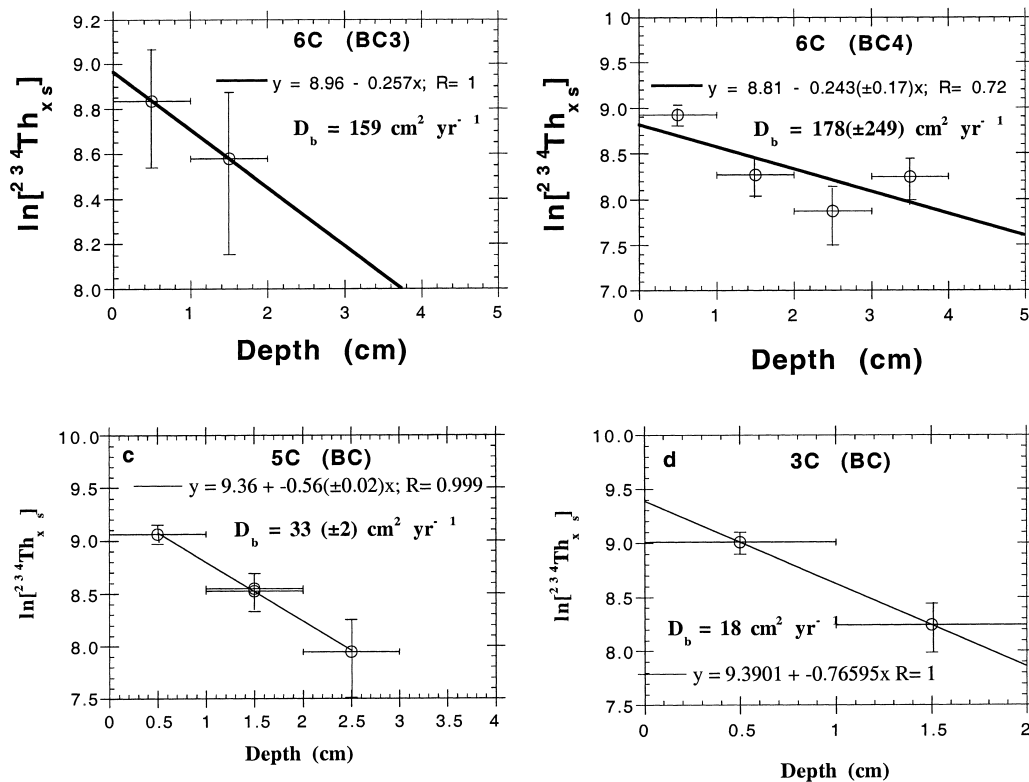 6C (BC3)
y = 8.96 - 0.257x; R= 1
D_b = 159 cm² yr⁻¹
ln[²³⁴Th_xs]
9.2
9.0
8.8
8.6
8.4
8.2
8.0
0 1 2 3 4 5
Depth (cm)
6C (BC4)
y = 8.81 - 0.243(±0.17)x; R= 0.72
D_b = 178(±249) cm² yr⁻¹
ln[²³⁴Th_xs]
1 0
9.5
9.0
8.5
8.0
7.5
7.0
0 1 2 3 4 5
Depth (cm)
c 5C (BC)
y = 9.36 + -0.56(±0.02)x; R= 0.999
D_b = 33 (±2) cm² yr⁻¹
ln[²³⁴Th_xs]
10.0
9.5
9.0
8.5
8.0
7.5
0 0.5 1 1.5 2 2.5 3 3.5 4
Depth (cm)
d 3C (BC)
D_b = 18 cm² yr⁻¹
y = 9.3901 + -0.76595x R= 1
ln[²³⁴Th_xs]
10.0
9.5
9.0
8.5
8.0
7.5
0 0.5 1 1.5 2
Depth (cm)